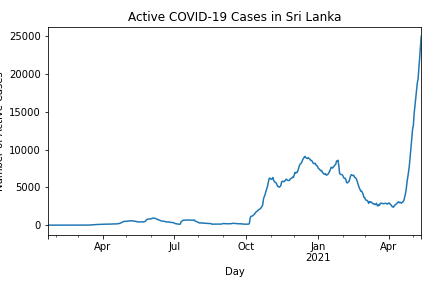 Active COVID-19 Cases in Sri Lanka
25000
20000
15000
10000
5000
0
Number of Active Cases
Apr Jul Oct Jan Apr
2021
Day